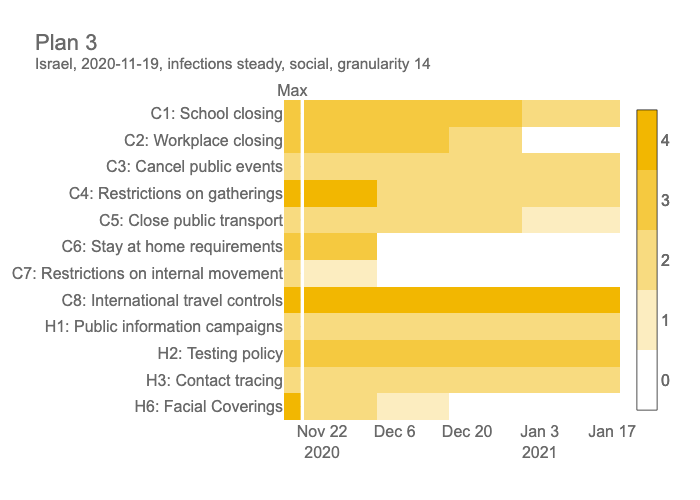 Plan 3
Israel, 2020-11-19, infections steady, social, granularity 14
Max
C1: School closing
C2: Workplace closing
C3: Cancel public events
C4: Restrictions on gatherings
C5: Close public transport
C6: Stay at home requirements
C7: Restrictions on internal movement
C8: International travel controls
H1: Public information campaigns
H2: Testing policy
H3: Contact tracing
H6: Facial Coverings
Nov 22 Dec 6 Dec 20 Jan 3 Jan 17
2020 2021
4
3
2
1
0